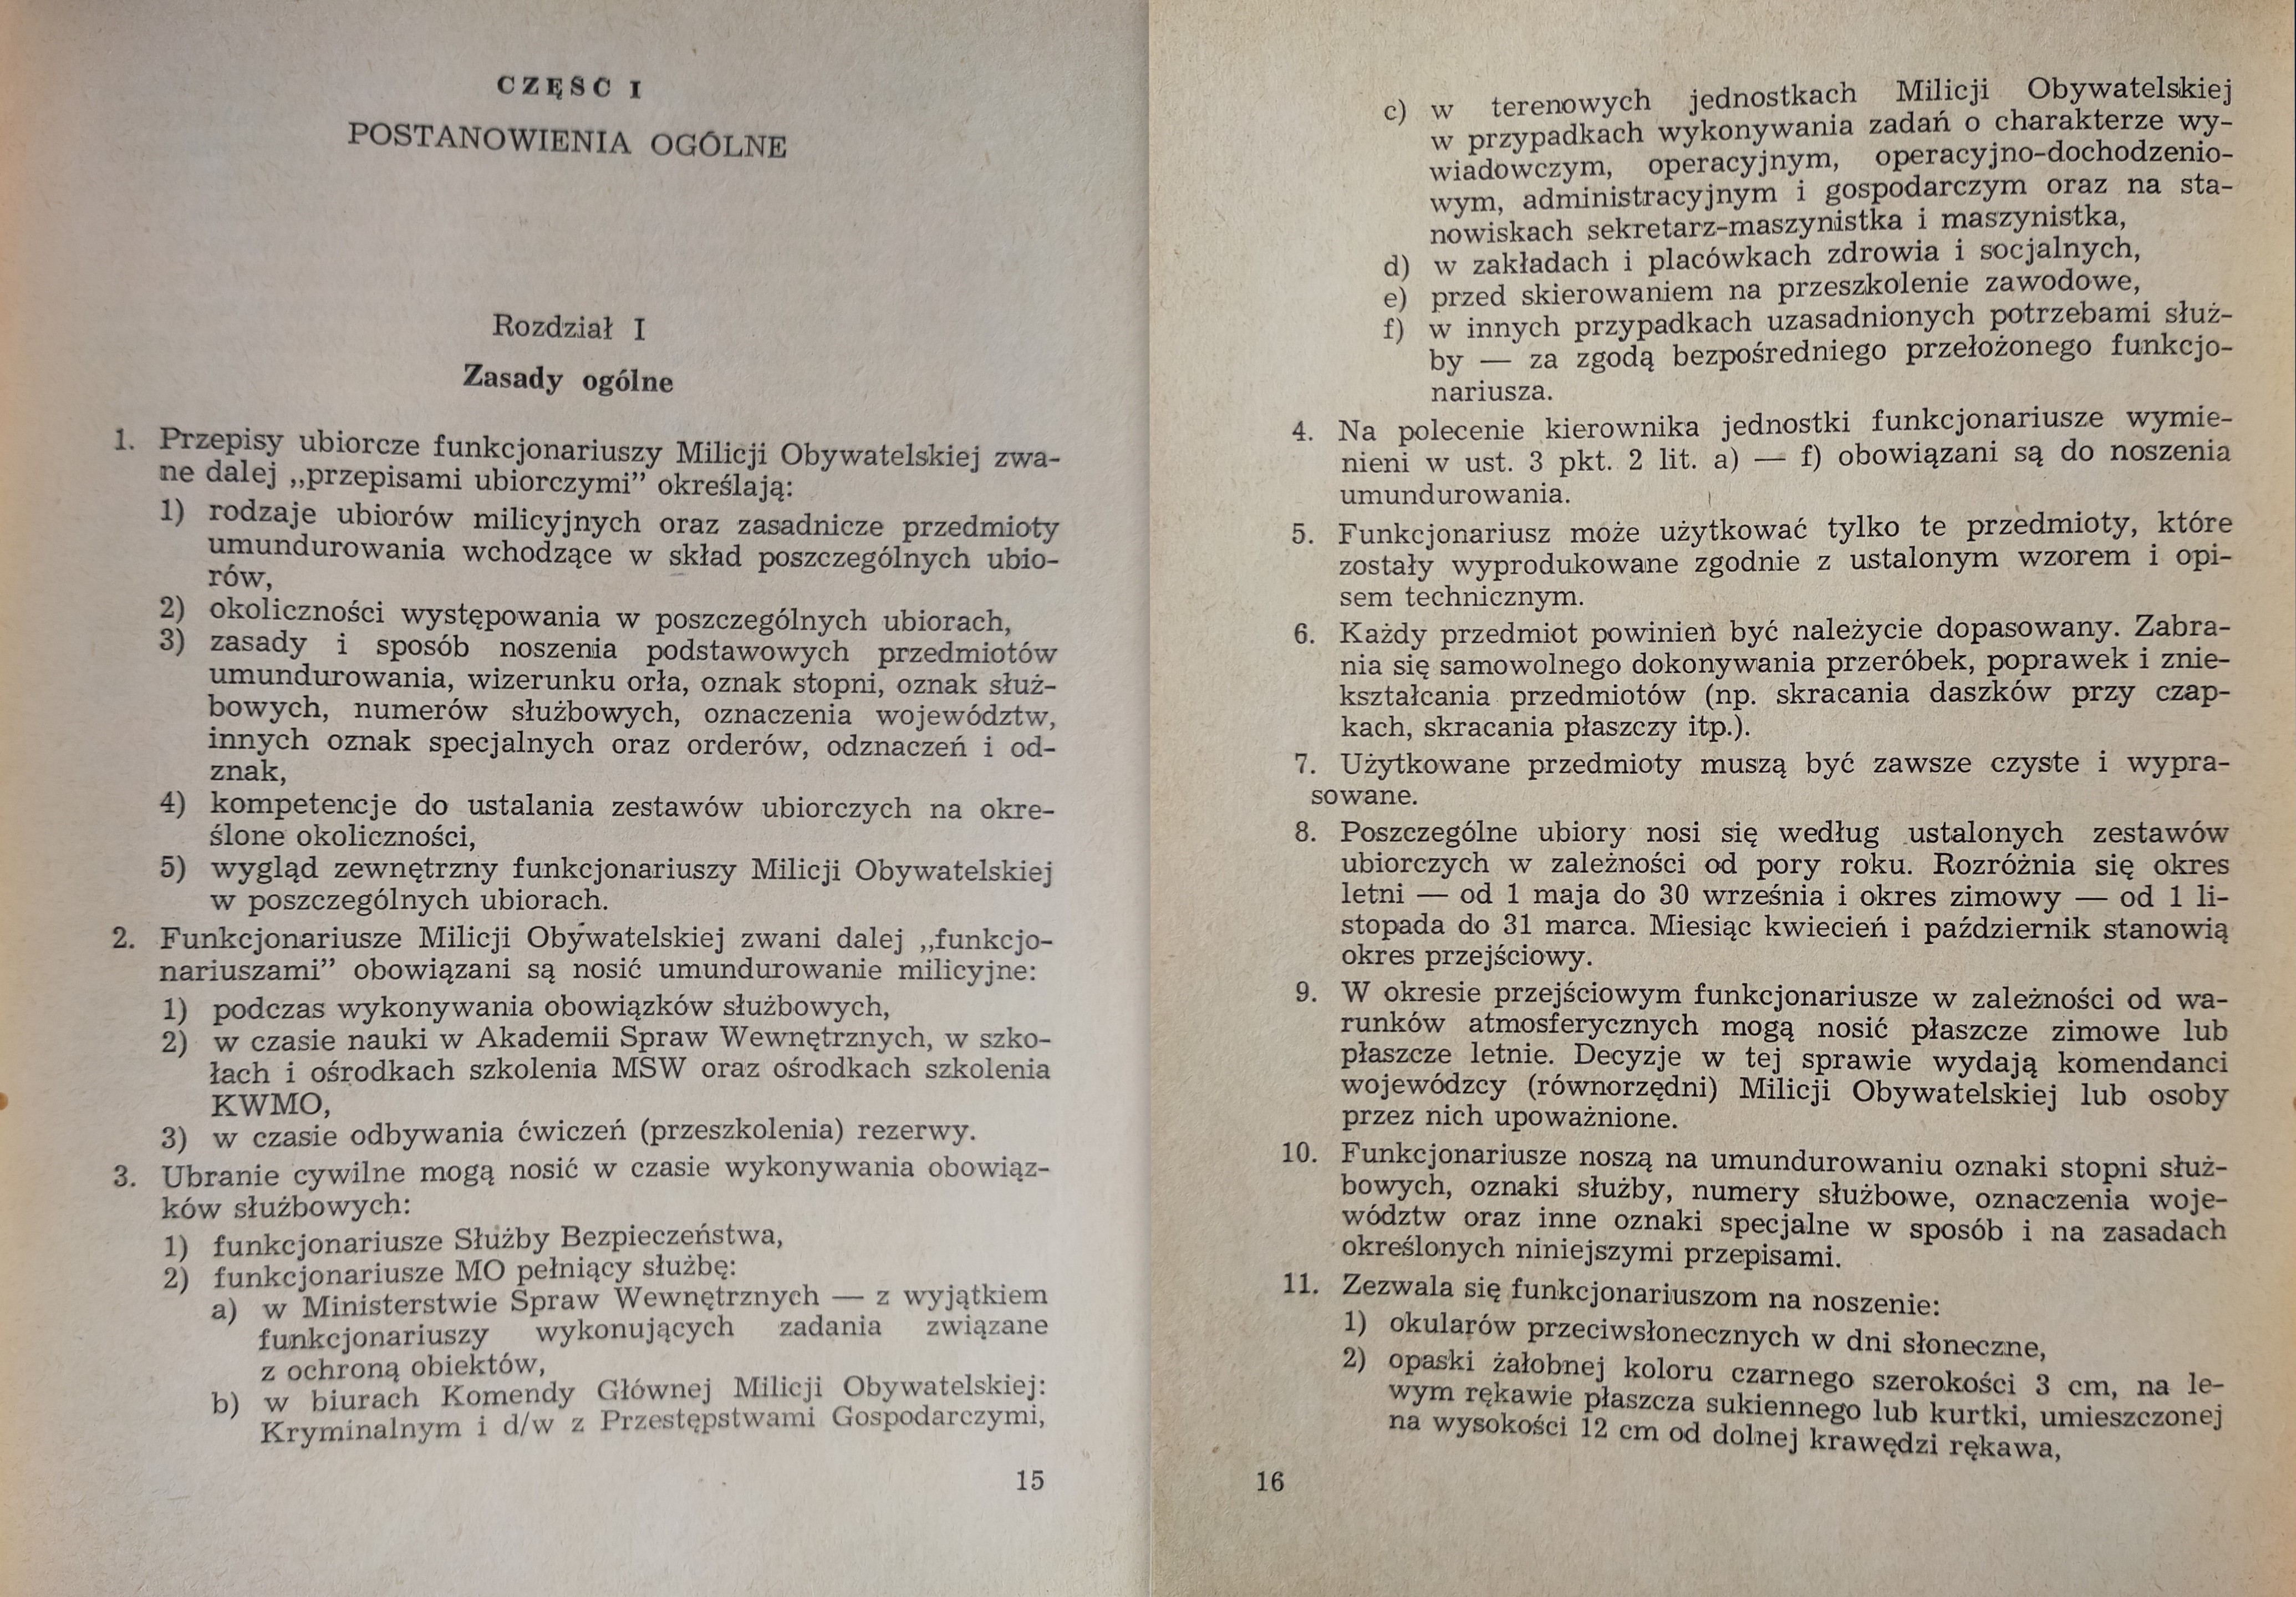 CZĘŚĆ I
POSTANOWIENIA OGÓLNE
Rozdział I
Zasady ogólne
1. Przepisy ubiorcze funkcjonariuszy Milicji Obywatelskiej zwa-
ne dalej „przepisami ubiorczymi” określają:
1) rodzaje ubiorów milicyjnych oraz zasadnicze przedmioty
umundurowania wchodzące w skład poszczególnych ubio-
rów,
2) okoliczności występowania w poszczególnych ubiorach,
3) zasady i sposób noszenia podstawowych przedmiotów
umundurowania, wizerunku orła, oznak stopni, oznak służ-
bowych, numerów służbowych, oznaczenia województw,
innych oznak specjalnych oraz orderów, odznaczeń i od-
znak,
4) kompetencje do ustalania zestawów ubiorczych na okre-
ślone okoliczności,
5) wygląd zewnętrzny funkcjonariuszy Milicji Obywatelskiej
w poszczególnych ubiorach.
2. Funkcjonariusze Milicji Obywatelskiej zwani dalej „funkcjo-
nariuszami” obowiązani są nosić umundurowanie milicyjne:
1) podczas wykonywania obowiązków służbowych,
2) w czasie nauki w Akademii Spraw Wewnętrznych, w szko-
łach i ośrodkach szkolenia MSW oraz ośrodkach szkolenia
KWMO,
3) w czasie odbywania ćwiczeń (przeszkolenia) rezerwy.
3. Ubranie cywilne mogą nosić w czasie wykonywania obowiąz-
ków służbowych:
1) funkcjonariusze Służby Bezpieczeństwa,
2) funkcjonariusze MO pełniący służbę:
a) w Ministerstwie Spraw Wewnętrznych — z wyjątkiem
funkcjonariuszy wykonujących zadania związane
z ochroną obiektów,
b) w biurach Komendy Głównej Milicji Obywatelskiej:
Kryminalnym i d/w z Przestępstwami Gospodarczymi,
15
c) w terenowych jednostkach Milicji Obywatelskiej
w przypadkach wykonywania zadań o charakterze wy-
wiadowczym, operacyjnym, operacyjno-dochodzenio-
wym, administracyjnym i gospodarczym oraz na sta-
nowiskach sekretarz-maszynistka i maszynistka,
d) w zakładach i placówkach zdrowia i socjalnych,
e) przed skierowaniem na przeszkolenie zawodowe,
f) w innych przypadkach uzasadnionych potrzebami służ-
by — za zgodą bezpośredniego przełożonego funkcjo-
nariusza.
4. Na polecenie kierownika jednostki funkcjonariusze wymie-
nieni w ust. 3 pkt. 2 lit. a) — f) obowiązani są do noszenia
umundurowania.
5. Funkcjonariusz może użytkować tylko te przedmioty, które
zostały wyprodukowane zgodnie z ustalonym wzorem i opi-
sem technicznym.
6. Każdy przedmiot powinień być należycie dopasowany. Zabra-
nia się samowolnego dokonywania przeróbek, poprawek i znie-
kształcania przedmiotów (np. skracania daszków przy czap-
kach, skracania płaszczy itp.).
7. Użytkowane przedmioty muszą być zawsze czyste i wypra-
sowane.
8. Poszczególne ubiory nosi się według ustalonych zestawów
ubiorczych w zależności od pory roku. Rozróżnia się okres
letni — od 1 maja do 30 września i okres zimowy — od 1 li-
stopada do 31 marca. Miesiąc kwiecień i październik stanowią
okres przejściowy.
9. W okresie przejściowym funkcjonariusze w zależności od wa-
runków atmosferycznych mogą nosić płaszcze zimowe lub
płaszcze letnie. Decyzje w tej sprawie wydają komendanci
wojewódzcy (równorzędni) Milicji Obywatelskiej lub osoby
przez nich upoważnione.
10. Funkcjonariusze noszą na umundurowaniu oznaki stopni służ-
bowych, oznaki służby, numery służbowe, oznaczenia woje-
wództw oraz inne oznaki specjalne w sposób i na zasadach
określonych niniejszymi przepisami.
11. Zezwala się funkcjonariuszom na noszenie:
1) okularów przeciwsłonecznych w dni słoneczne,
2) opaski żałobnej koloru czarnego szerokości 3 cm, na le-
wym rękawie płaszcza sukiennego lub kurtki, umieszczonej
na wysokości 12 cm od dolnej krawędzi rękawa,
16